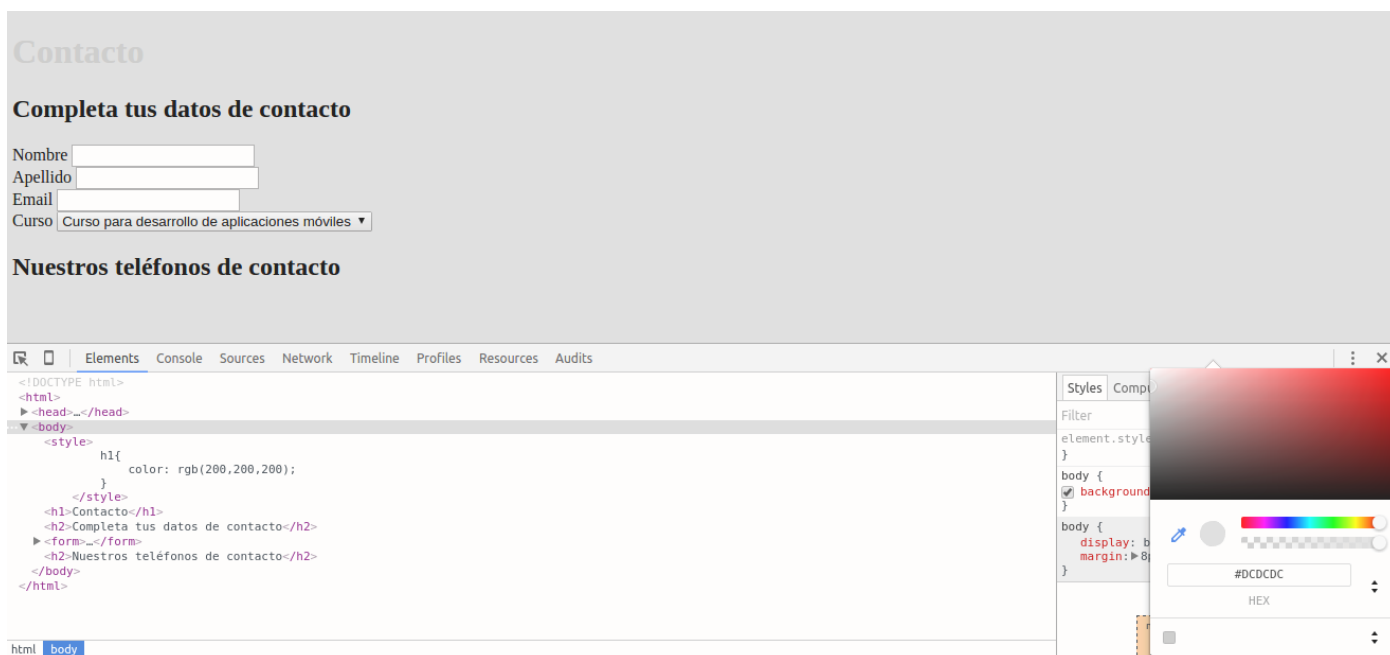 Contacto
Completa tus datos de contacto
Nombre
Apellido
Email
Curso Curso para desarrollo de aplicaciones móviles ▼
Nuestros teléfonos de contacto
Elements Console Sources Network Timeline Profiles Resources Audits
<!DOCTYPE html>
<html>
▶<head>…</head>
…▼<body>
<style>
h1{
color: rgb(200,200,200);
}
</style>
<h1>Contacto</h1>
<h2>Completa tus datos de contacto</h2>
▶<form>…</form>
<h2>Nuestros teléfonos de contacto</h2>
</body>
</html>
html body
Styles
Filter
}
body {
background
}
body {
display:
margin:▶
}
#DCDCDC
HEX